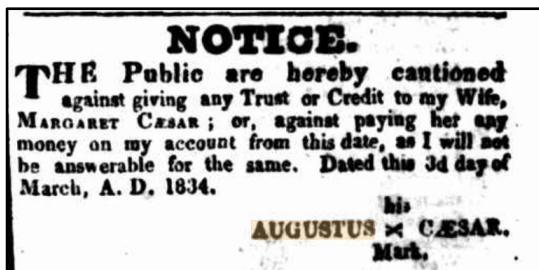 NOTICE.
THE Public are hereby cautioned
against giving any Trust or Credit to my Wife,
MARGARET CÆSAR; or, against paying her any
money on my account from this date, as I will not
be answerable for the same. Dated this 3d day of
March, A. D. 1834.
his
AUGUSTUS × CÆSAR.
Mark.